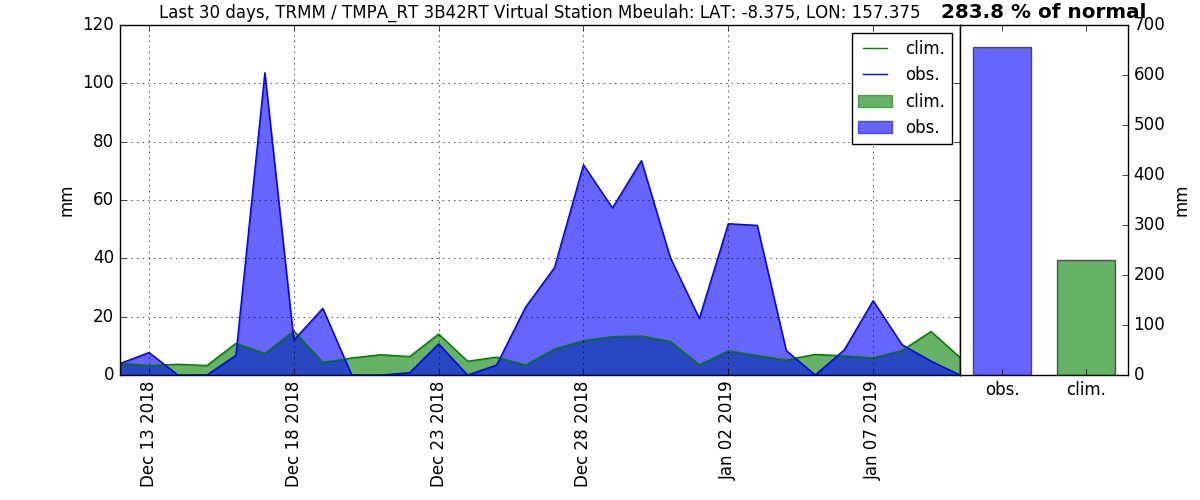 Last 30 days, TRMM / TMPA_RT 3B42RT Virtual Station Mbeulah: LAT: -8.375, LON: 157.375
283.8 % of normal
120
100
80
60
40
20
0
mm
clim.
obs.
clim.
obs.
Dec 13 2018
Dec 18 2018
Dec 23 2018
Dec 28 2018
Jan 02 2019
Jan 07 2019
700
600
500
400
300
200
100
0
mm
obs.
clim.